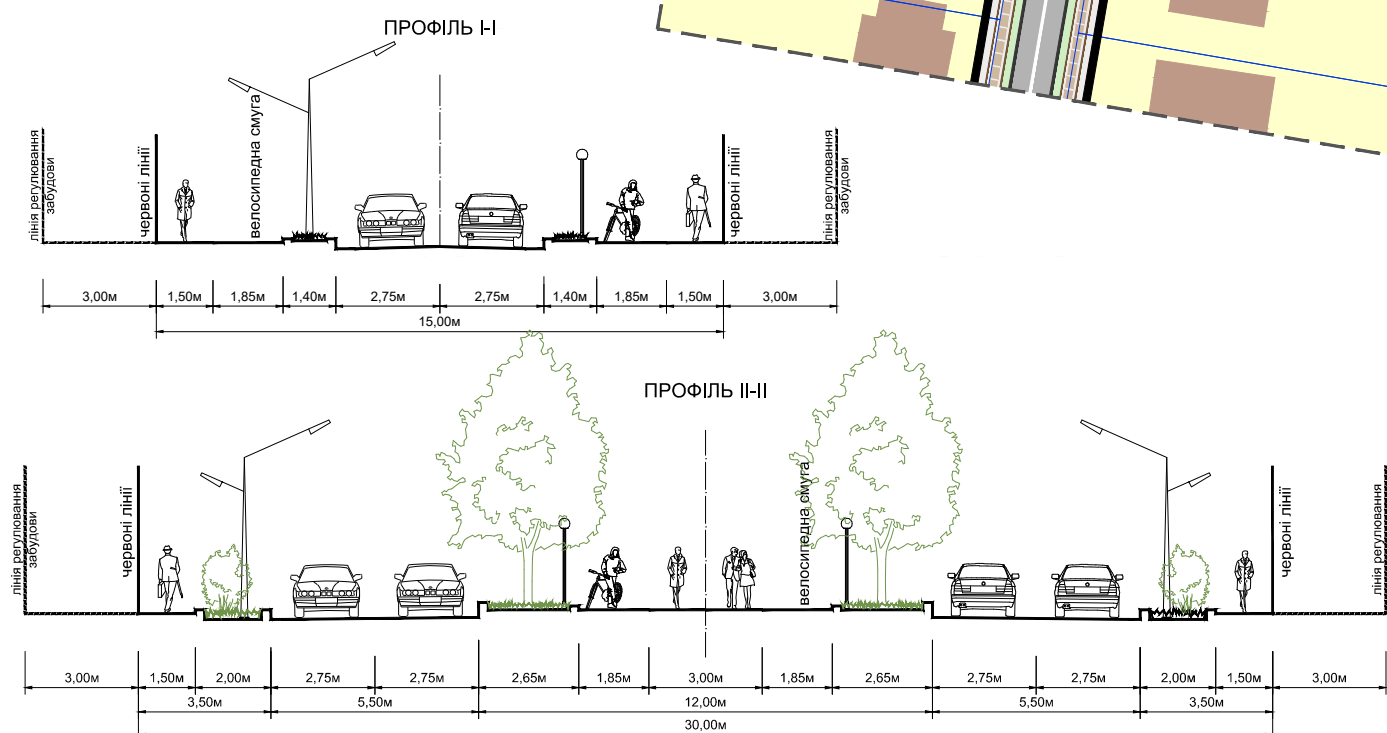 ПРОФІЛЬ І-І
лінія регулювання
забудови
червоні лінії
велосипедна смуга
червоні лінії
лінія регулювання
забудови
3,00м 1,50м 1,85м 1,40м 2,75м 2,75м 1,40м 1,85м 1,50м 3,00м
15,00м
ПРОФІЛЬ ІІ-ІІ
лінія регулювання
забудови
червоні лінії
велосипедна смуга
червоні лінії
лінія регулювання
3,00м 1,50м 2,00м 2,75м 2,75м 2,65м 1,85м 3,00м 1,85м 2,65м 2,75м 2,75м 2,00м 1,50м 3,00м
3,50м 5,50м 12,00м 5,50м 3,50м
30,00м